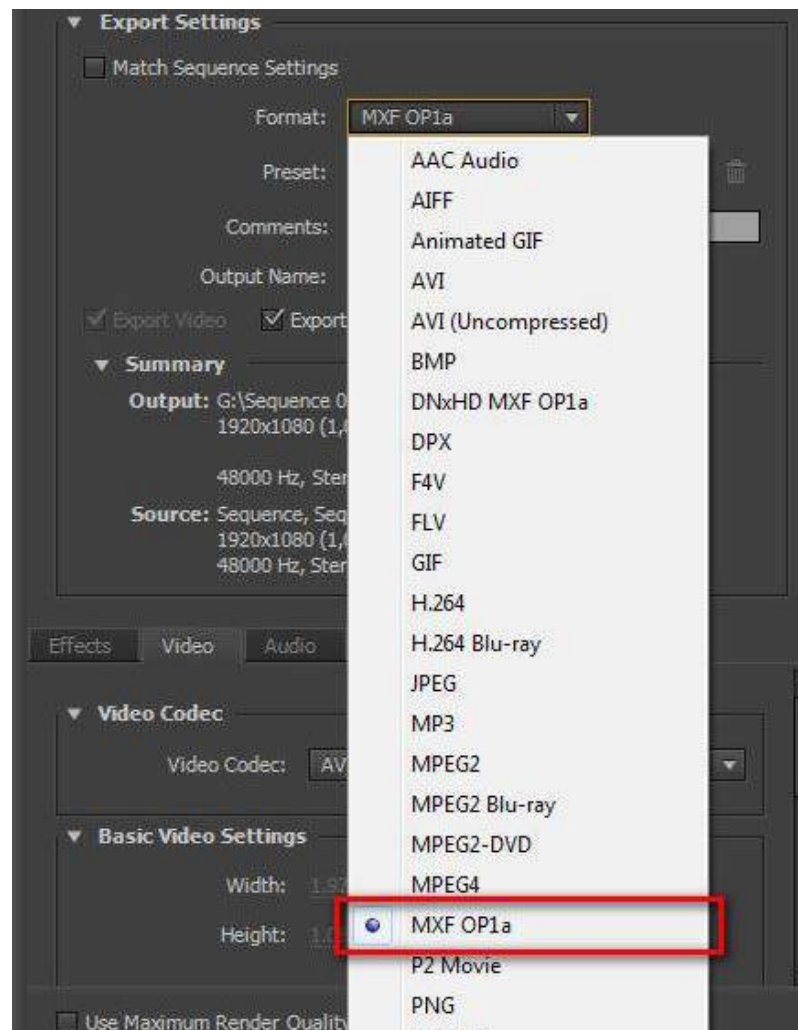 Export Settings
Match Sequence Settings
Format: MXF OP1a
Preset:
Comments:
Output Name:
Export Video Export
Summary
Output: G:\Sequence 0
1920x1080 (1,
48000 Hz, Ster
Source: Sequence, Seq
1920x1080 (1,
48000 Hz, Ster
Effects Video Audio
Video Codec
Video Codec: AV
Basic Video Settings
Width: 1.92
Height: 1.0
Use Maximum Render Quality
AAC Audio
AIFF
Animated GIF
AVI
AVI (Uncompressed)
BMP
DNxHD MXF OP1a
DPX
F4V
FLV
GIF
H.264
H.264 Blu-ray
JPEG
MP3
MPEG2
MPEG2 Blu-ray
MPEG2-DVD
MPEG4
MXF OP1a
P2 Movie
PNG